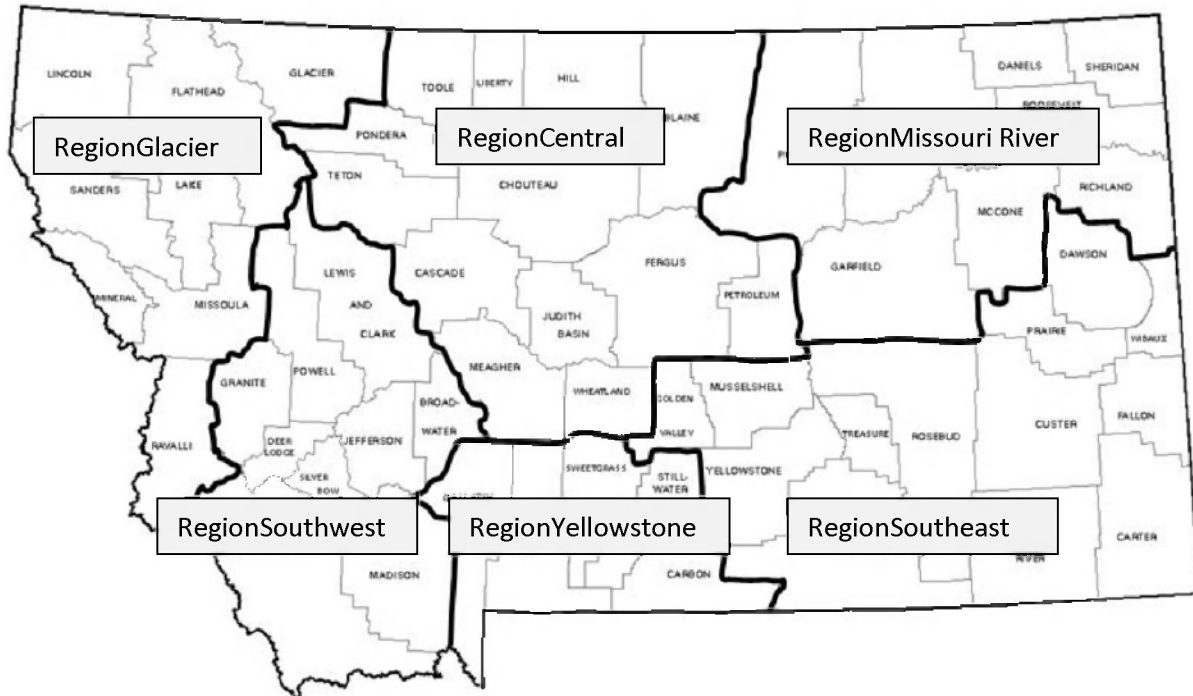 LINCOLN
FLATHEAD
GLACIER
TOOLE
LIBERTY
HILL
BLAINE
DANIELS
SHERIDAN
ROOSEVELT
RegionGlacier
PONDERA
RegionCentral
RegionMissouri River
SANDERS
LAKE
TETON
CHOUTEAU
RICHLAND
MCCONE
MINERAL
MISSOULA
LEWIS
AND
CLARK
CASCADE
FERGUS
PETROLEUM
GARFIELD
DAWSON
JUDITH
BASIN
PRAIRIE
WIBAUX
GRANITE
POWELL
MEAGHER
WHEATLAND
GOLDEN
VALLEY
MUSSELSHELL
BROAD-
WATER
CUSTER
FALLON
RAVALLI
DEER
LODGE
JEFFERSON
SILVER
BOW
SWEETGRASS
STILL-
WATER
YELLOWSTONE
TREASURE
ROSEBUD
RegionSouthwest
RegionYellowstone
RegionSoutheast
MADISON
CARBON
RIVER
CARTER